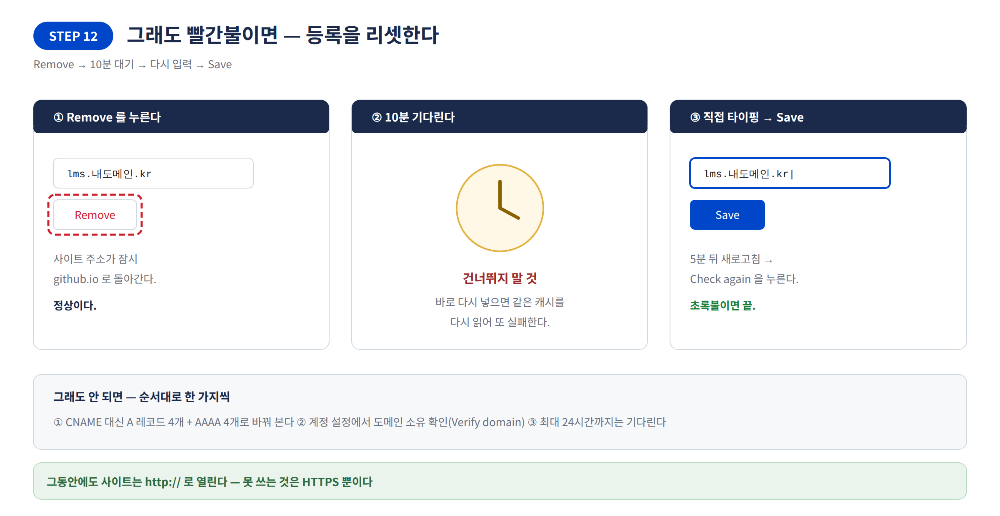 STEP 12
그래도 빨간불이면 — 등록을 리셋한다
Remove → 10분 대기 → 다시 입력 → Save
① Remove 를 누른다
lms.내도메인.kr
Remove
사이트 주소가 잠시
github.io 로 돌아간다.
정상이다.
② 10분 기다린다
건너뛰지 말 것
바로 다시 넣으면 같은 캐시를
다시 읽어 또 실패한다.
③ 직접 타이핑 → Save
lms.내도메인.kr|
Save
5분 뒤 새로고침 →
Check again 을 누른다.
초록불이면 끝.
그래도 안 되면 — 순서대로 한 가지씩
① CNAME 대신 A 레코드 4개 + AAAA 4개로 바꿔 본다 ② 계정 설정에서 도메인 소유 확인(Verify domain) ③ 최대 24시간까지는 기다린다
그동안에도 사이트는 http:// 로 열린다 — 못 쓰는 것은 HTTPS 뿐이다